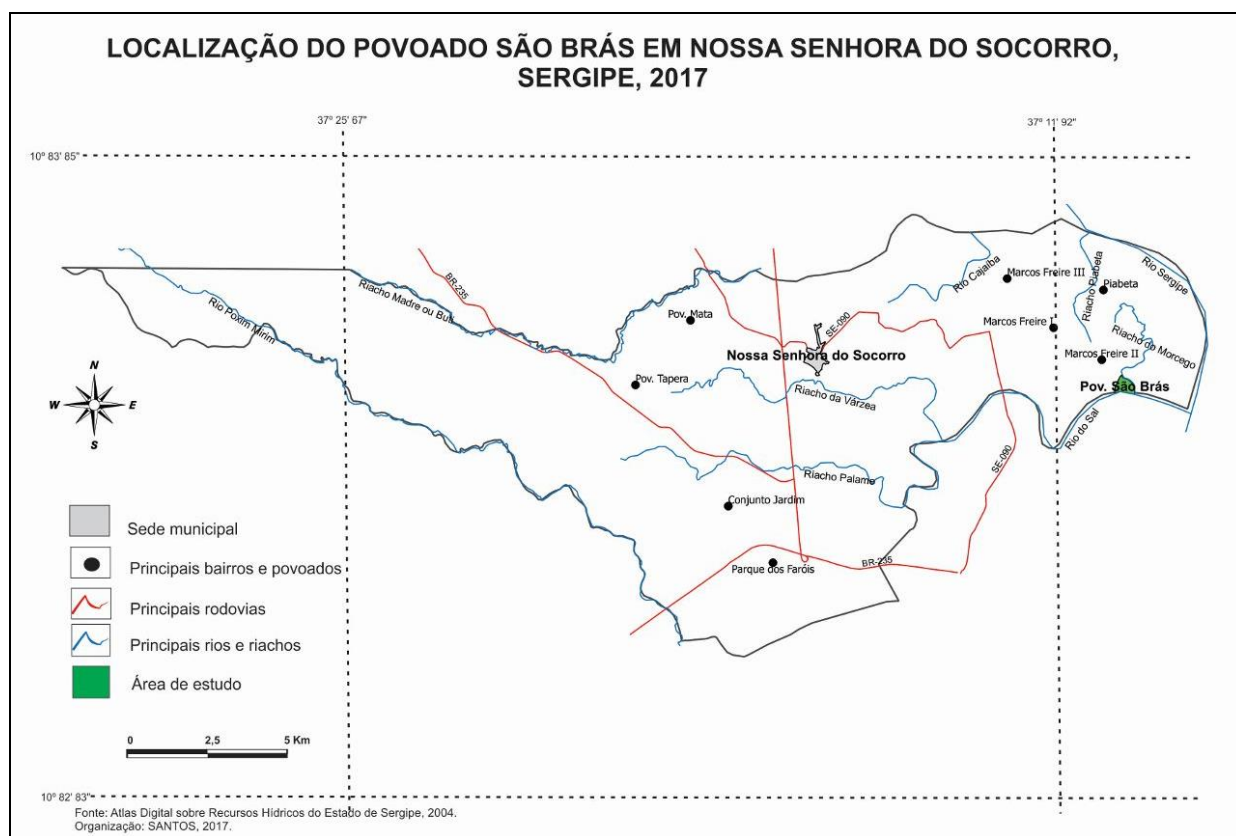 LOCALIZAÇÃO DO POVOADO SÃO BRÁS EM NOSSA SENHORA DO SOCORRO,
SERGIPE, 2017
37º 25' 67"
37º 11' 92"
10º 83' 85"
Rio Poxim Mirim
Riacho Madre ou Buti
BR-235
Pov. Mata
Pov. Tapera
SE-090
Nossa Senhora do Socorro
Rio Cajaíba
Marcos Freire III
Marcos Freire I
Riacho Piabeta
Piabeta
Rio Sergipe
Riacho do Morcego
Marcos Freire II
Pov. São Brás
Rio do Sal
Riacho da Várzea
SE-090
Riacho Palame
Conjunto Jardim
Parque dos Faróis
BR-235
N
W
E
S
Sede municipal
Principais bairros e povoados
Principais rodovias
Principais rios e riachos
Área de estudo
0 2,5 5 Km
10º 82' 83"
Fonte: Atlas Digital sobre Recursos Hídricos do Estado de Sergipe, 2004.
Organização: SANTOS, 2017.